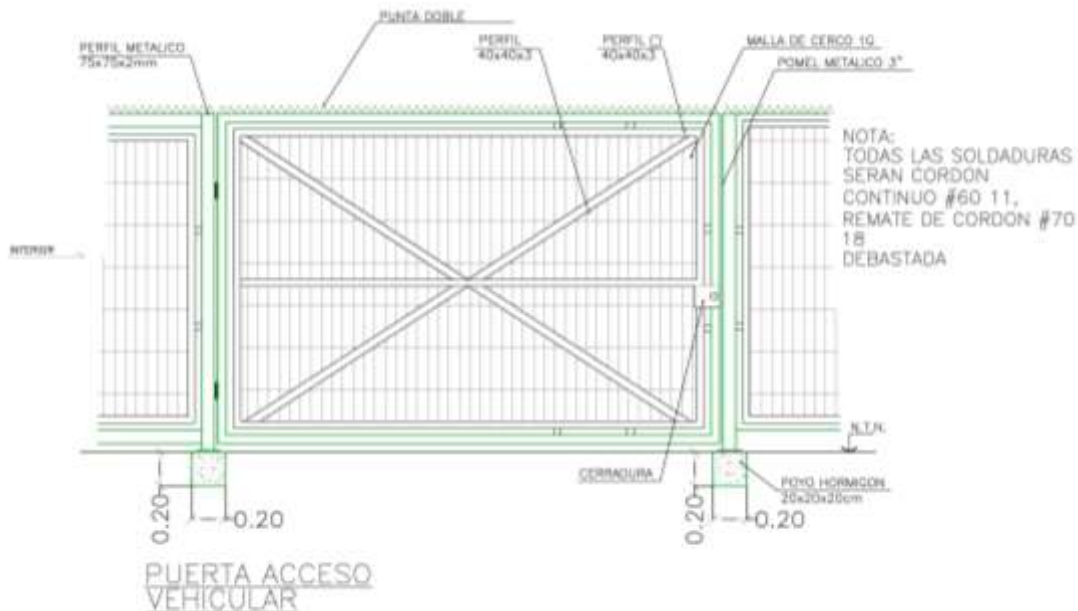 PUNTA DOBLE
PERFIL METALICO
75x75x2mm
PERFIL
40x40x3
PERFIL
40x40x3
MALLA DE CERCO 1G
POMEL METALICO 3"
NOTA:
TODAS LAS SOLDADURAS
SERAN CORDON
CONTINUO #60 11,
REMATE DE CORDON #70
18
DEBASTADA
INTERIOR
N.T.N.
CERRADURA
POYO HORMIGON
20x20x20cm
0.20
0.20
0.20
0.20
PUERTA ACCESO
VEHICULAR